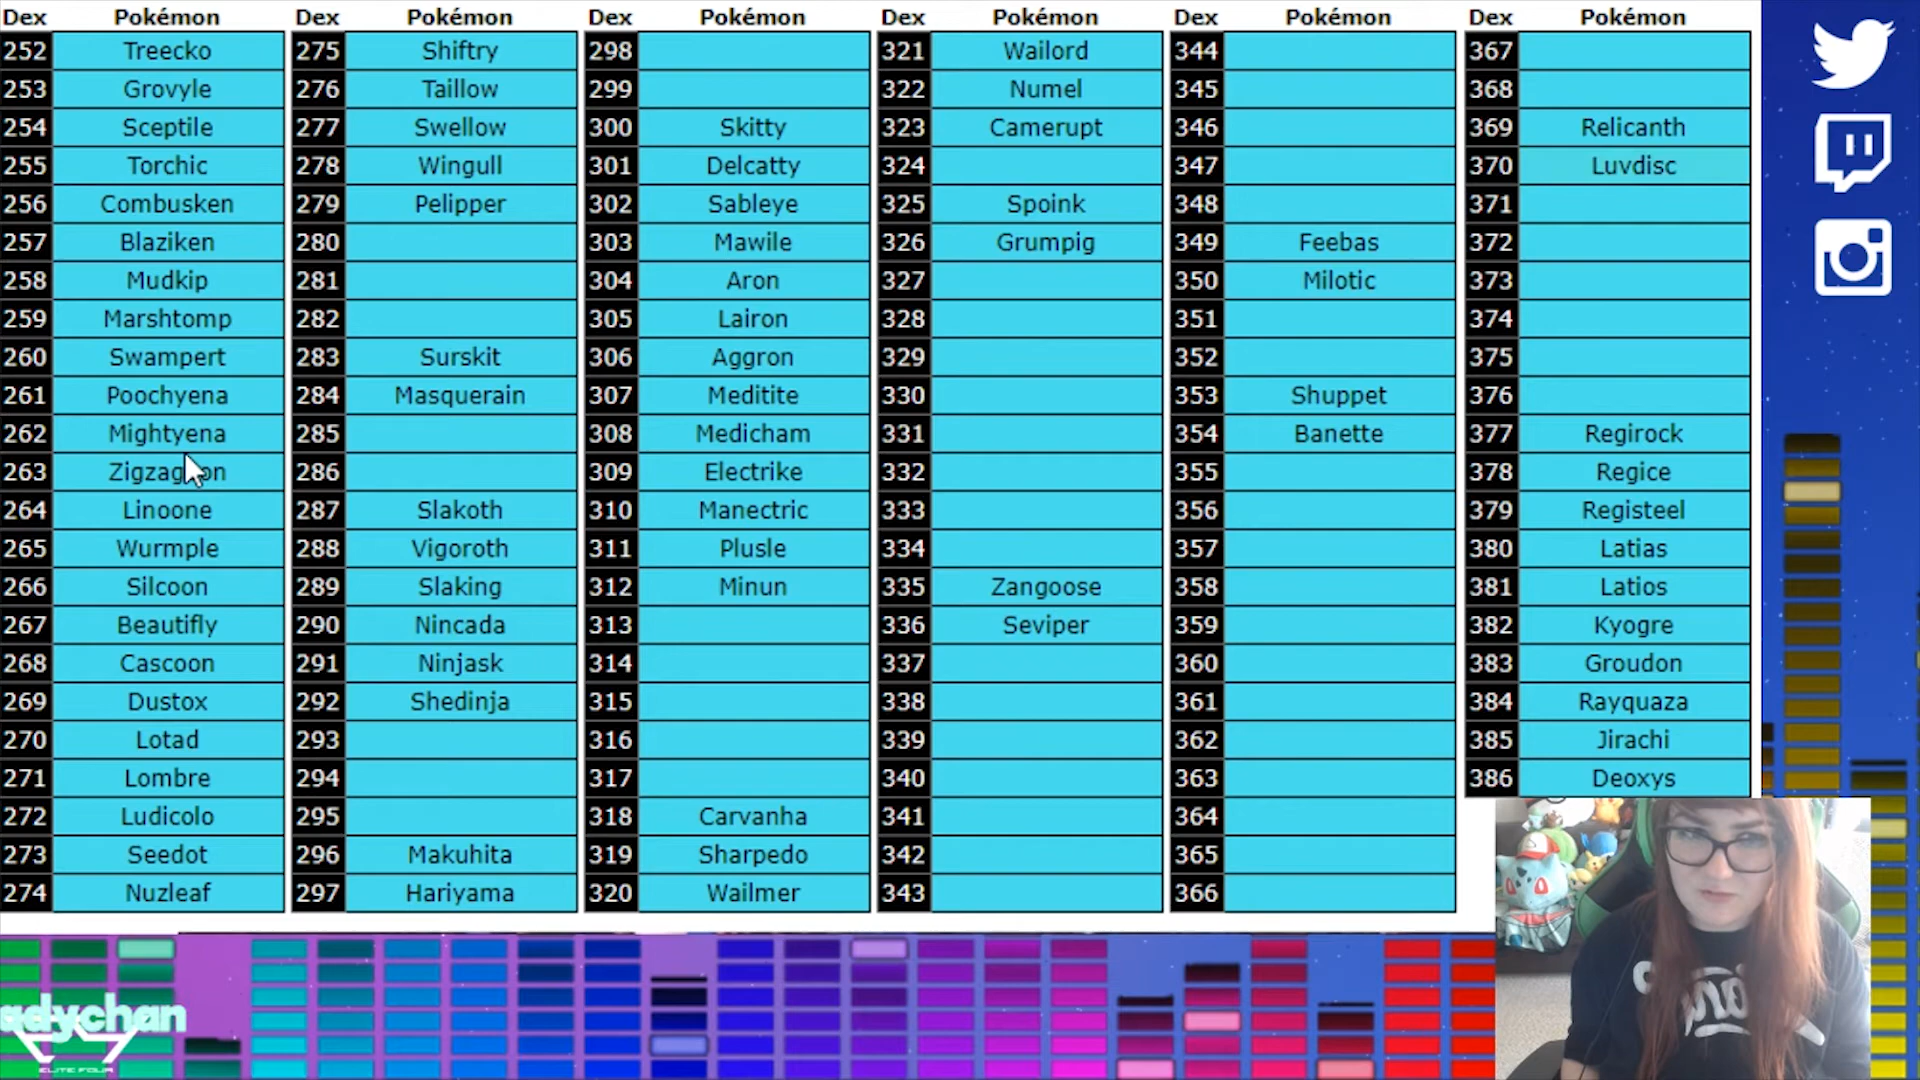 Dex Pokémon Dex Pokémon Dex Pokémon Dex Pokémon Dex Pokémon Dex Pokémon
252 Treecko 275 Shiftry 298 321 Wailord 344 367
253 Grovyle 276 Taillow 299 322 Numel 345 368
254 Sceptile 277 Swellow 300 Skitty 323 Camerupt 346 369 Relicanth
255 Torchic 278 Wingull 301 Delcatty 324 347 370 Luvdisc
256 Combusken 279 Pelipper 302 Sableye 325 Spoink 348 371
257 Blaziken 280 303 Mawile 326 Grumpig 349 Feebas 372
258 Mudkip 281 304 Aron 327 350 Milotic 373
259 Marshtomp 282 305 Lairon 328 351 374
260 Swampert 283 Surskit 306 Aggron 329 352 375
261 Poochyena 284 Masquerain 307 Meditite 330 353 Shuppet 376
262 Mightyena 285 308 Medicham 331 354 Banette 377 Regirock
263 Zigzagoon 286 309 Electrike 332 355 378 Regice
264 Linoone 287 Slakoth 310 Manectric 333 356 379 Registeel
265 Wurmple 288 Vigoroth 311 Plusle 334 357 380 Latias
266 Silcoon 289 Slaking 312 Minun 335 Zangoose 358 381 Latios
267 Beautifly 290 Nincada 313 336 Seviper 359 382 Kyogre
268 Cascoon 291 Ninjask 314 337 360 383 Groudon
269 Dustox 292 Shedinja 315 338 361 384 Rayquaza
270 Lotad 293 316 339 362 385 Jirachi
271 Lombre 294 317 340 363 386 Deoxys
272 Ludicolo 295 318 Carvanha 341 364
273 Seedot 296 Makuhita 319 Sharpedo 342 365
274 Nuzleaf 297 Hariyama 320 Wailmer 343 366
adychan
ELITE FOUR